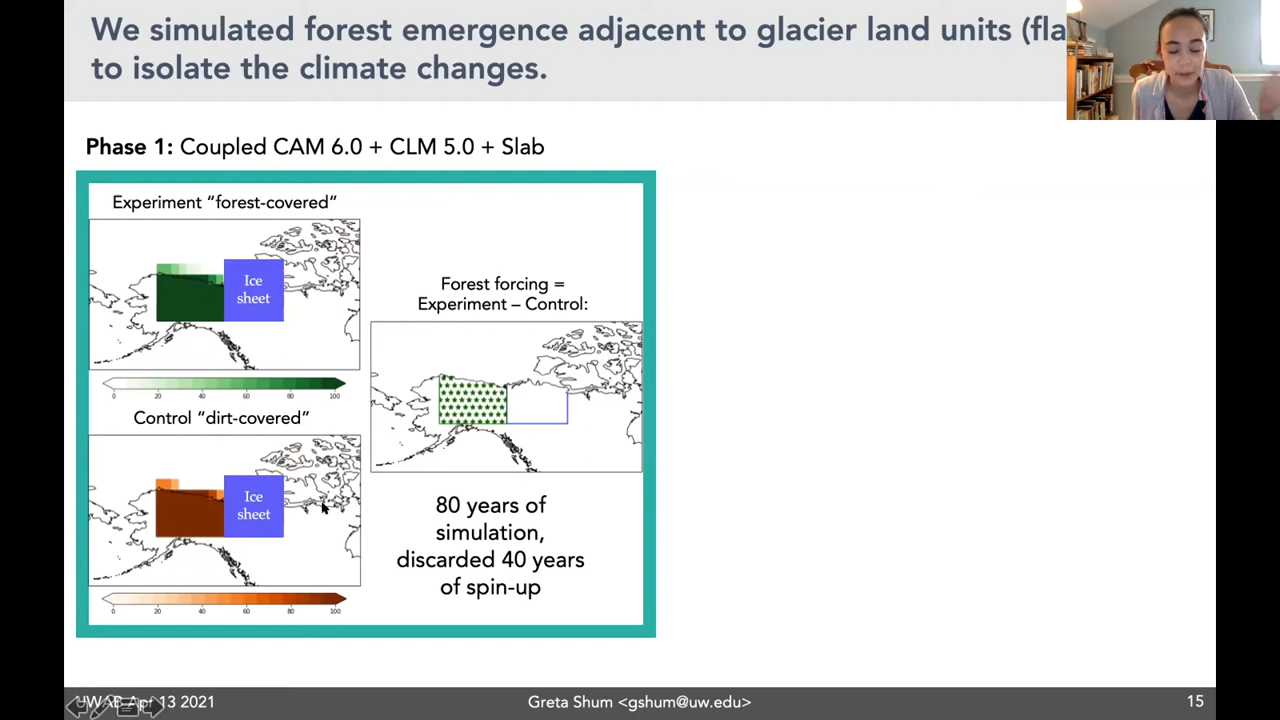 We simulated forest emergence adjacent to glacier land units (fla
to isolate the climate changes.
Phase 1: Coupled CAM 6.0 + CLM 5.0 + Slab
Experiment “forest-covered”
Ice
sheet
0 20 40 60 80 100
Control “dirt-covered”
Ice
sheet
0 20 40 60 80 100
Forest forcing =
Experiment – Control:
80 years of
simulation,
discarded 40 years
of spin-up
UWAB Apr 13 2021
Greta Shum <gshum@uw.edu>
15